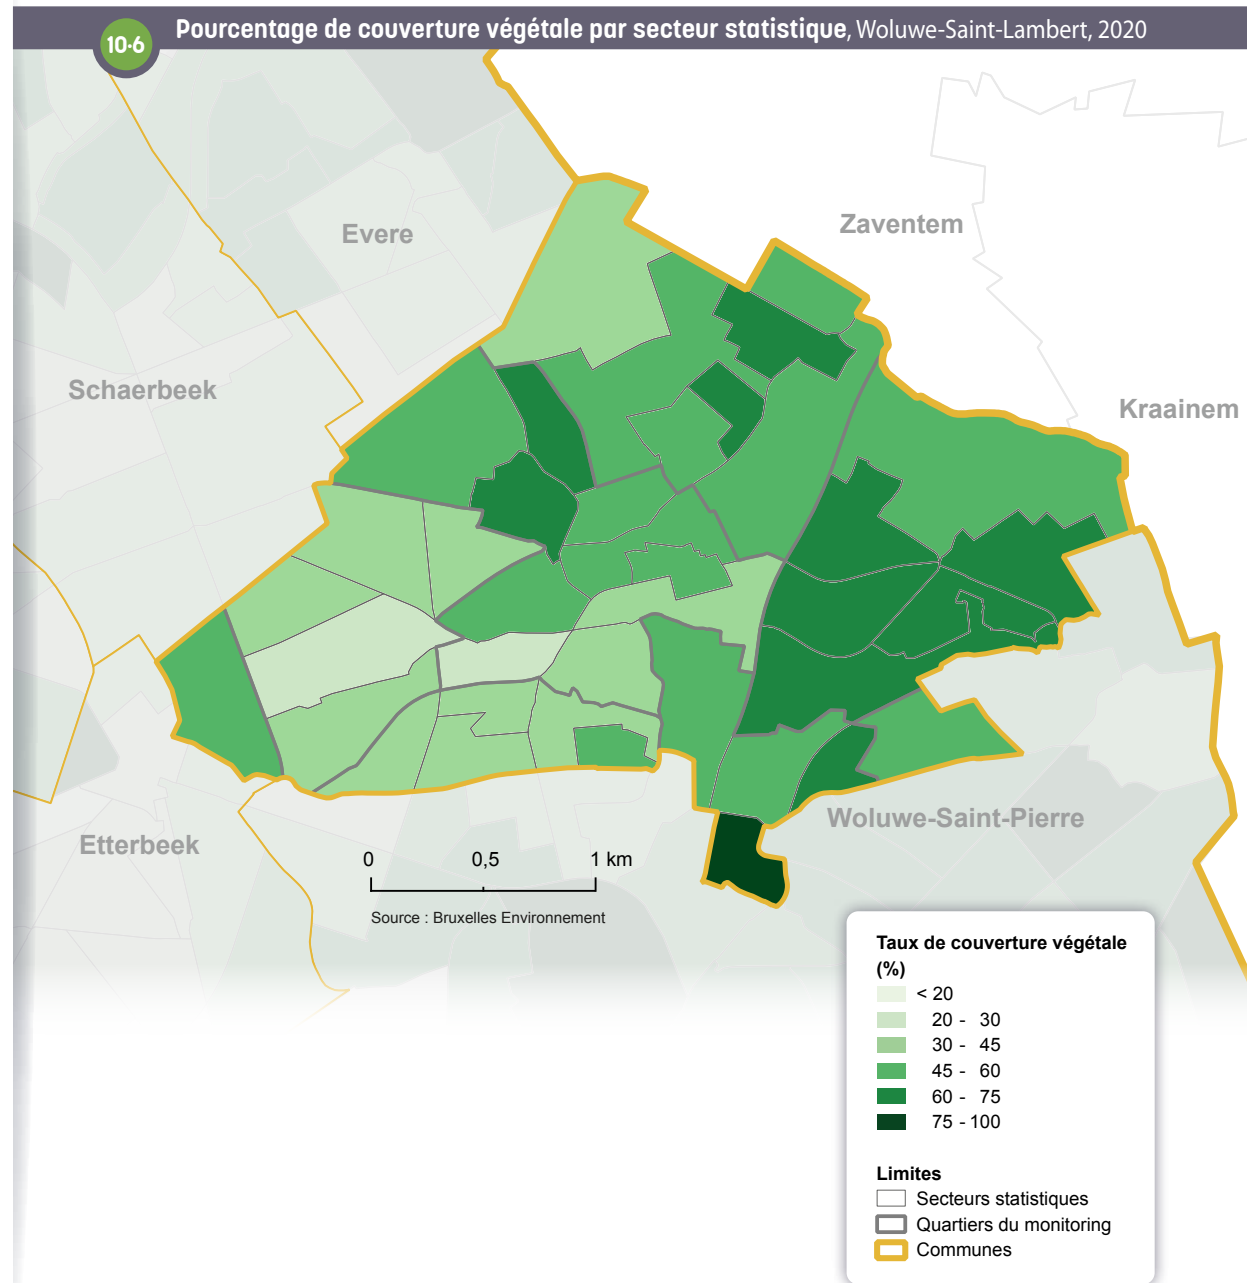 10·6
Pourcentage de couverture végétale par secteur statistique, Woluwe-Saint-Lambert, 2020
Evere
Zaventem
Schaerbeek
Kraainem
Etterbeek
Woluwe-Saint-Pierre
0 0,5 1 km
Source : Bruxelles Environnement
Taux de couverture végétale
(%)
< 20
20 - 30
30 - 45
45 - 60
60 - 75
75 - 100
Limites
Secteurs statistiques
Quartiers du monitoring
Communes